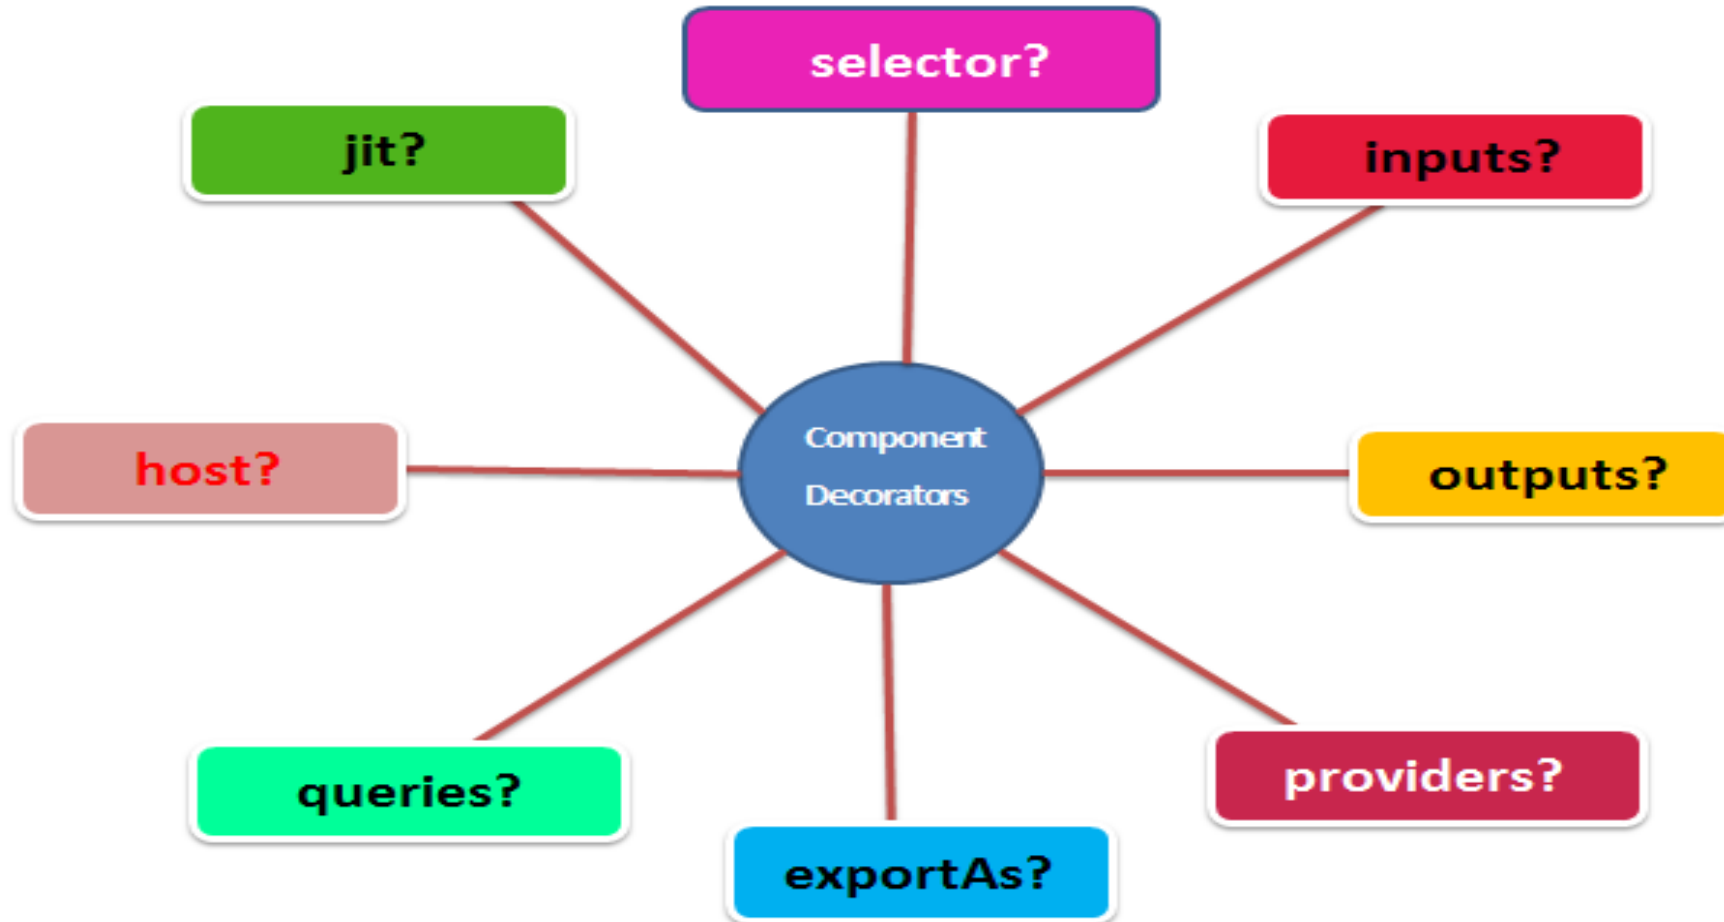 selector?
jit?
inputs?
Component
Decorators
host?
outputs?
queries?
providers?
exportAs?